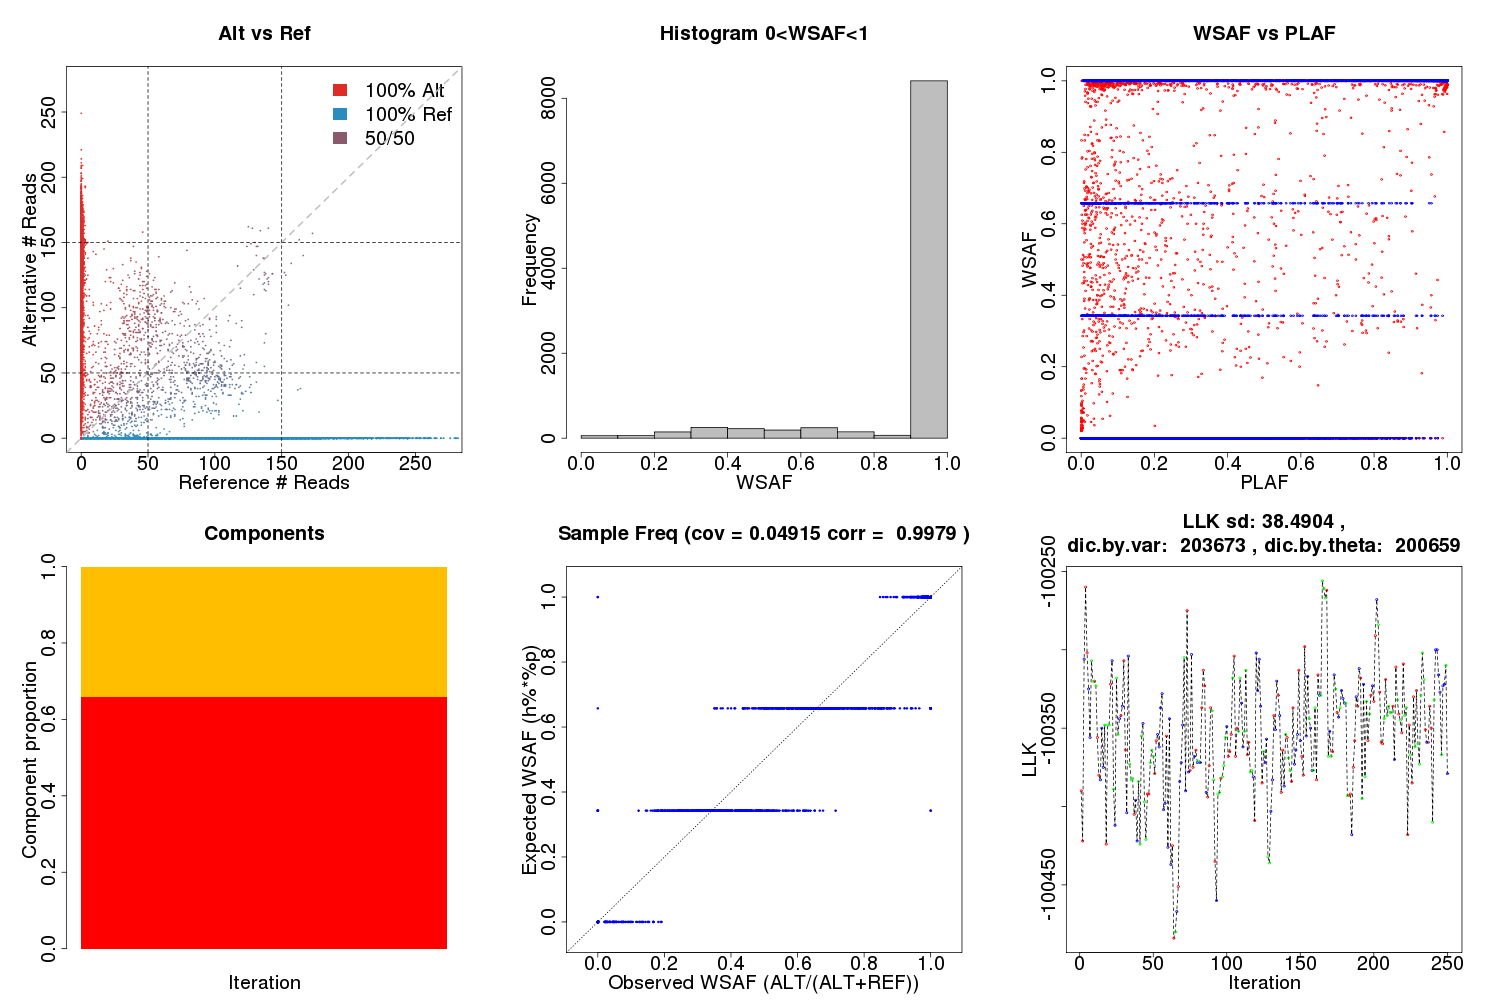 Alt vs Ref
100% Alt
100% Ref
50/50
Alternative # Reads
0 50 100 150 200 250
0 50 100 150 200 250
Reference # Reads
Histogram 0<WSAF<1
Frequency
0 2000 4000 6000 8000
0.0 0.2 0.4 0.6 0.8 1.0
WSAF
WSAF vs PLAF
WSAF
0.0 0.2 0.4 0.6 0.8 1.0
0.0 0.2 0.4 0.6 0.8 1.0
PLAF
Components
Component proportion
0.0 0.2 0.4 0.6 0.8 1.0
Iteration
Sample Freq (cov = 0.04915 corr = 0.9979 )
Expected WSAF (h%*%p)
0.0 0.2 0.4 0.6 0.8 1.0
0.0 0.2 0.4 0.6 0.8 1.0
Observed WSAF (ALT/(ALT+REF))
LLK sd: 38.4904 ,
dic.by.var: 203673 , dic.by.theta: 200659
LLK
-100450 -100350 -100250
0 50 100 150 200 250
Iteration